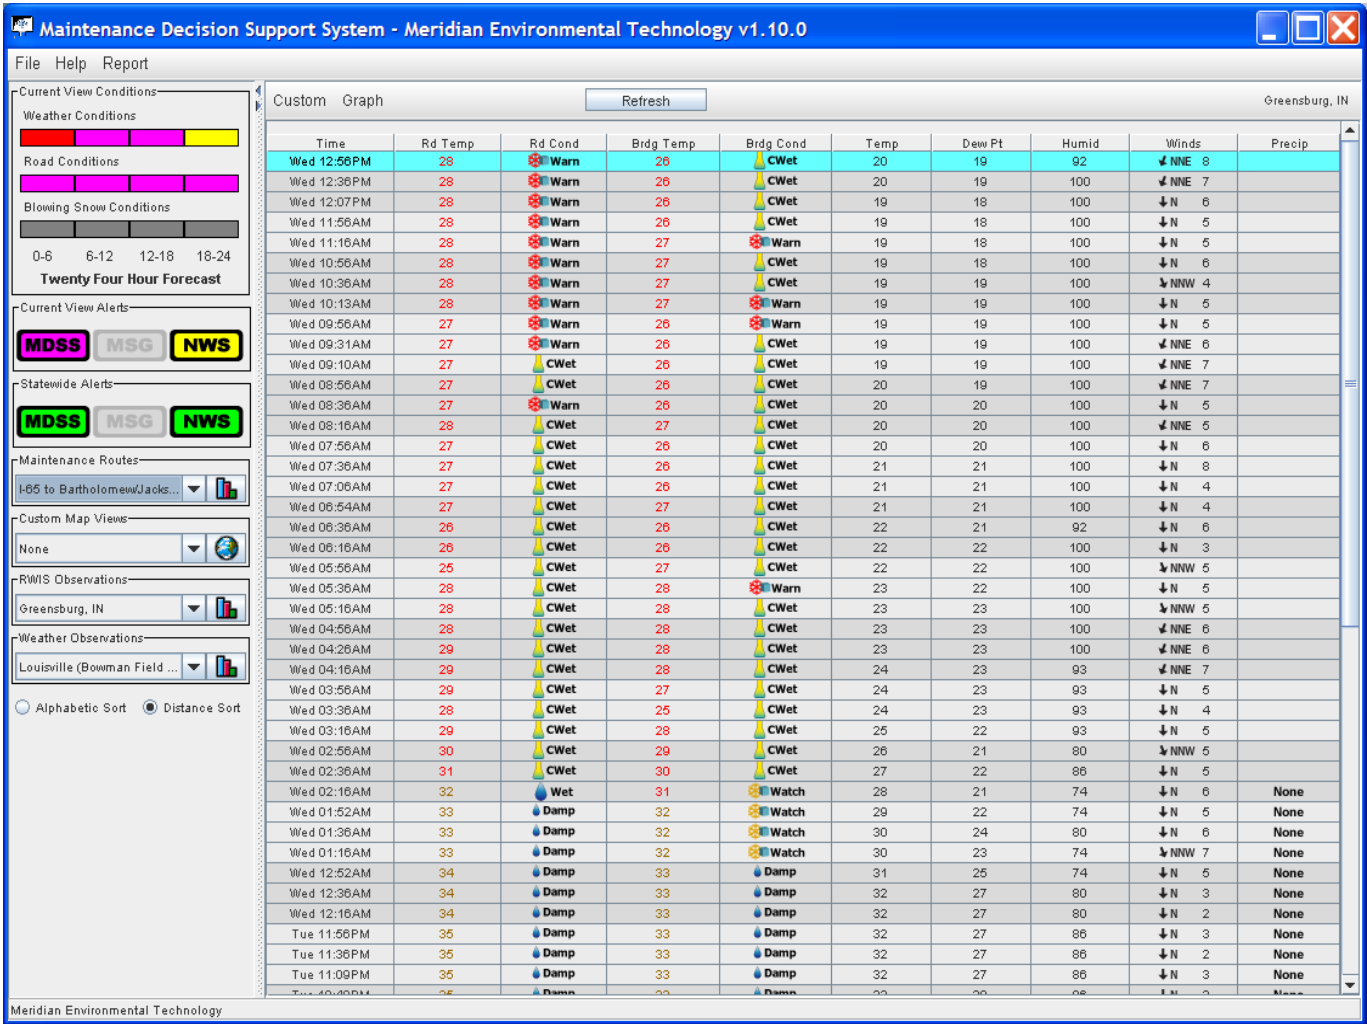 Maintenance Decision Support System - Meridian Environmental Technology v1.10.0
File Help Report
Current View Conditions
Weather Conditions
Road Conditions
Blowing Snow Conditions
0-6 6-12 12-18 18-24
Twenty Four Hour Forecast
Current View Alerts
MDSS MSG NWS
Statewide Alerts
MDSS MSG NWS
Maintenance Routes
I-65 to Bartholomew/Jacks...
Custom Map Views
None
RWIS Observations
Greensburg, IN
Weather Observations
Louisville (Bowman Field ...
Alphabetic Sort Distance Sort
Custom Graph Refresh Greensburg, IN
Time Rd Temp Rd Cond Brdg Temp Brdg Cond Temp Dew Pt Humid Winds Precip
Wed 12:56PM 28 Warn 26 CWet 20 19 92 NNE 8
Wed 12:36PM 28 Warn 26 CWet 20 19 100 NNE 7
Wed 12:07PM 28 Warn 26 CWet 19 18 100 N 6
Wed 11:56AM 28 Warn 26 CWet 19 18 100 N 5
Wed 11:16AM 28 Warn 27 Warn 19 18 100 N 5
Wed 10:56AM 28 Warn 27 CWet 19 18 100 N 6
Wed 10:36AM 28 Warn 27 CWet 19 19 100 NNW 4
Wed 10:13AM 28 Warn 27 Warn 19 19 100 N 5
Wed 09:56AM 27 Warn 26 Warn 19 19 100 N 5
Wed 09:31AM 27 Warn 26 CWet 19 19 100 NNE 6
Wed 09:10AM 27 CWet 26 CWet 19 19 100 NNE 7
Wed 08:56AM 27 CWet 26 CWet 20 19 100 NNE 7
Wed 08:36AM 27 Warn 26 CWet 20 20 100 N 5
Wed 08:16AM 28 CWet 27 CWet 20 20 100 NNE 5
Wed 07:56AM 27 CWet 26 CWet 20 20 100 N 6
Wed 07:36AM 27 CWet 26 CWet 21 21 100 N 8
Wed 07:06AM 27 CWet 26 CWet 21 21 100 N 4
Wed 06:54AM 27 CWet 27 CWet 21 21 100 N 4
Wed 06:36AM 26 CWet 26 CWet 22 21 92 N 6
Wed 06:16AM 26 CWet 26 CWet 22 22 100 N 3
Wed 05:56AM 25 CWet 27 CWet 22 22 100 NNW 5
Wed 05:36AM 28 CWet 28 Warn 23 22 100 N 5
Wed 05:16AM 28 CWet 28 CWet 23 23 100 NNW 5
Wed 04:56AM 28 CWet 28 CWet 23 23 100 NNE 6
Wed 04:26AM 29 CWet 28 CWet 23 23 100 NNE 6
Wed 04:16AM 29 CWet 28 CWet 24 23 93 NNE 7
Wed 03:56AM 29 CWet 27 CWet 24 23 93 N 5
Wed 03:36AM 28 CWet 25 CWet 24 23 93 N 4
Wed 03:16AM 29 CWet 28 CWet 25 22 93 N 5
Wed 02:56AM 30 CWet 29 CWet 26 21 80 NNW 5
Wed 02:36AM 31 CWet 30 CWet 27 22 86 N 5
Wed 02:16AM 32 Wet 31 Watch 28 21 74 N 6 None
Wed 01:52AM 33 Damp 32 Watch 29 22 74 N 5 None
Wed 01:36AM 33 Damp 32 Watch 30 24 80 N 6 None
Wed 01:16AM 33 Damp 32 Watch 30 23 74 NNW 7 None
Wed 12:52AM 34 Damp 33 Damp 31 25 74 N 5 None
Wed 12:36AM 34 Damp 33 Damp 32 27 80 N 3 None
Wed 12:16AM 34 Damp 33 Damp 32 27 80 N 2 None
Tue 11:56PM 35 Damp 33 Damp 32 27 86 N 3 None
Tue 11:36PM 35 Damp 33 Damp 32 27 86 N 2 None
Tue 11:09PM 35 Damp 33 Damp 32 27 86 N 3 None
Meridian Environmental Technology